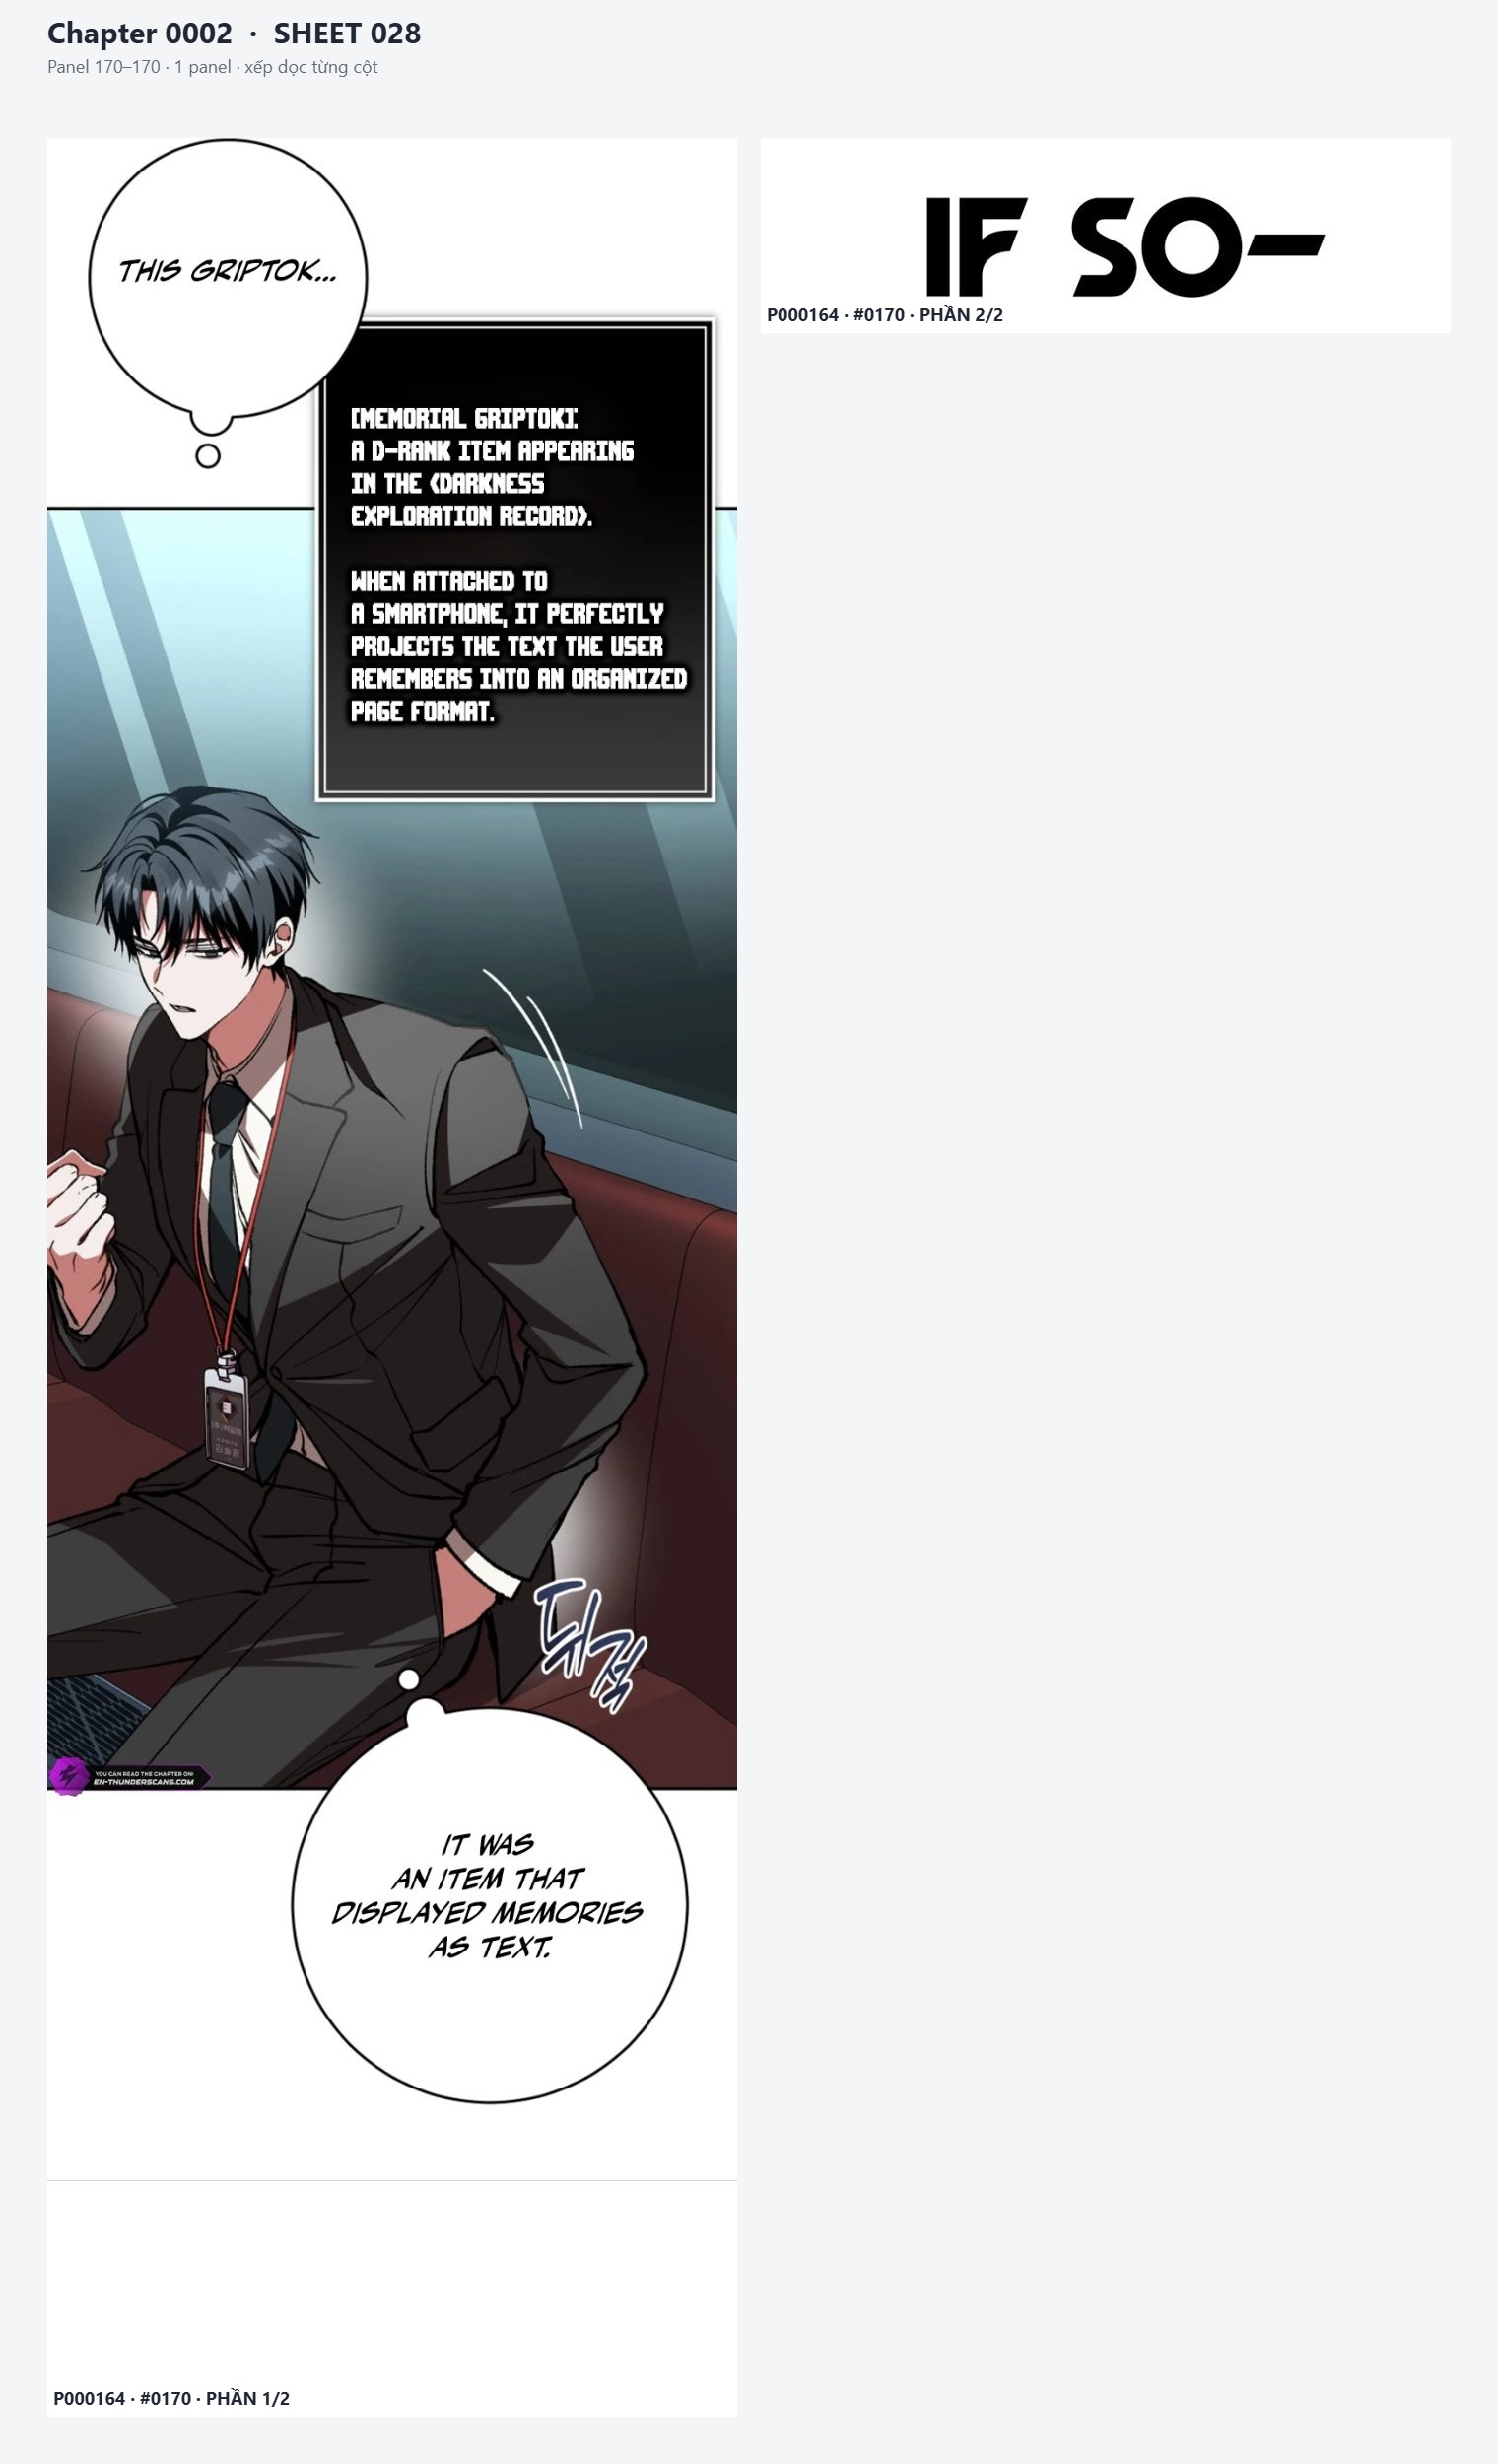 Chapter 0002 · SHEET 028
Panel 170–170 · 1 panel · xếp dọc từng cột
THIS GRIPTOK...
[MEMORIAL GRIPTOK]:
A D-RANK ITEM APPEARING
IN THE <DARKNESS
EXPLORATION RECORD>.
WHEN ATTACHED TO
A SMARTPHONE, IT PERFECTLY
PROJECTS THE TEXT THE USER
REMEMBERS INTO AN ORGANIZED
PAGE FORMAT.
뒤적
YOU CAN READ THE CHAPTER ON:
EN-THUNDERSCANS.COM
IT WAS
AN ITEM THAT
DISPLAYED MEMORIES
AS TEXT.
P000164 · #0170 · PHẦN 1/2
IF SO—
P000164 · #0170 · PHẦN 2/2